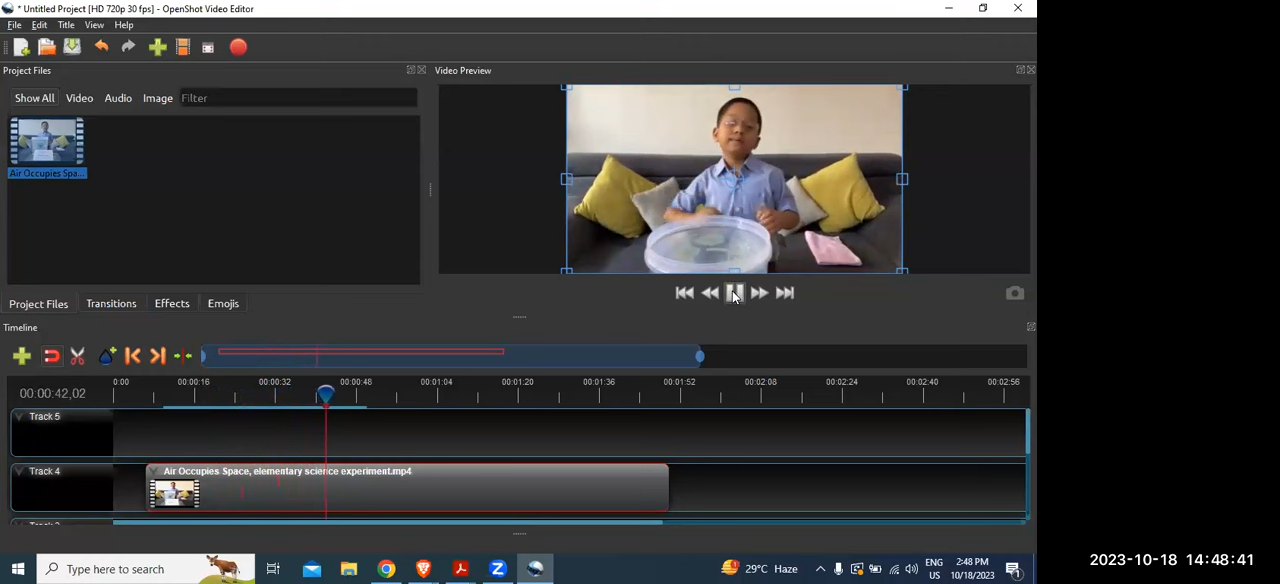 * Untitled Project [HD 720p 30 fps] - OpenShot Video Editor
File Edit Title View Help
Project Files
Video Preview
Show All Video Audio Image Filter
Air Occupies Spa...
Project Files Transitions Effects Emojis
Timeline
00:00:42,02
0:00 00:00:16 00:00:32 00:00:48 00:01:04 00:01:20 00:01:36 00:01:52 00:02:08 00:02:24 00:02:40 00:02:56
Track 5
Track 4
Air Occupies Space, elementary science experiment.mp4
Type here to search
29°C Haze
ENG
US
2:48 PM
10/18/2023
1
2023-10-18 14:48:41